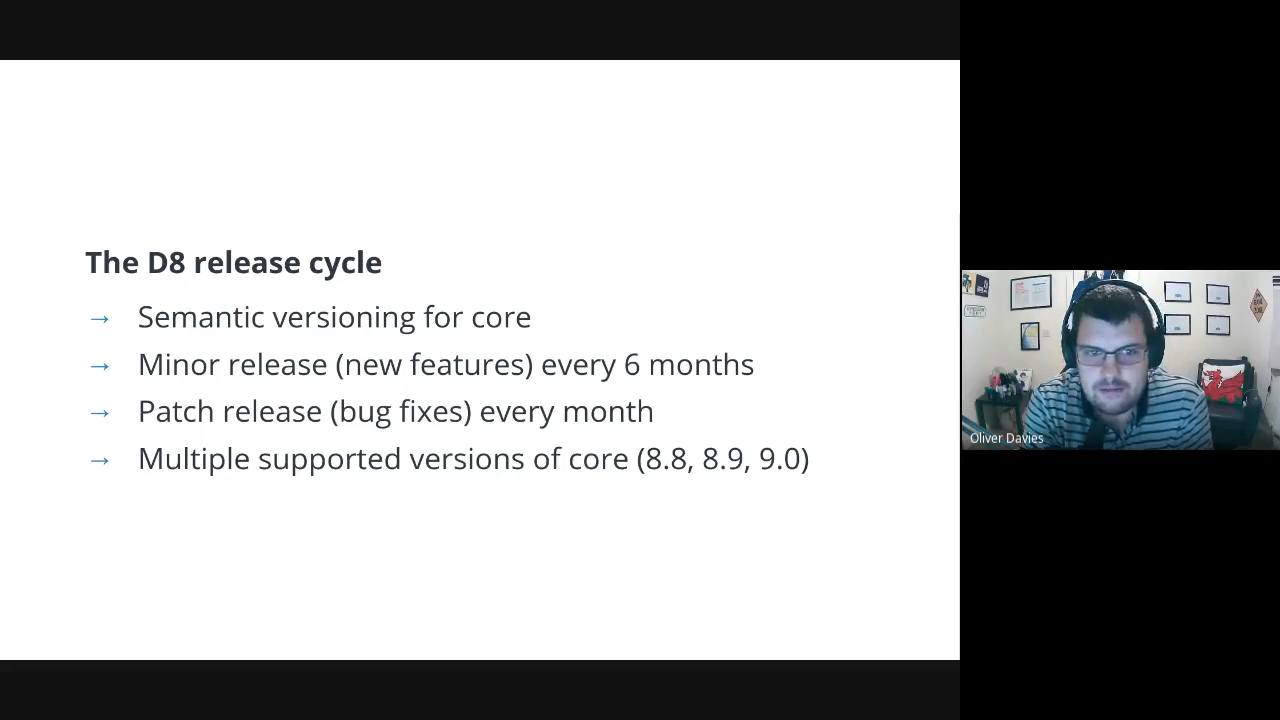 The D8 release cycle
→ Semantic versioning for core
→ Minor release (new features) every 6 months
→ Patch release (bug fixes) every month
→ Multiple supported versions of core (8.8, 8.9, 9.0)
Oliver Davies